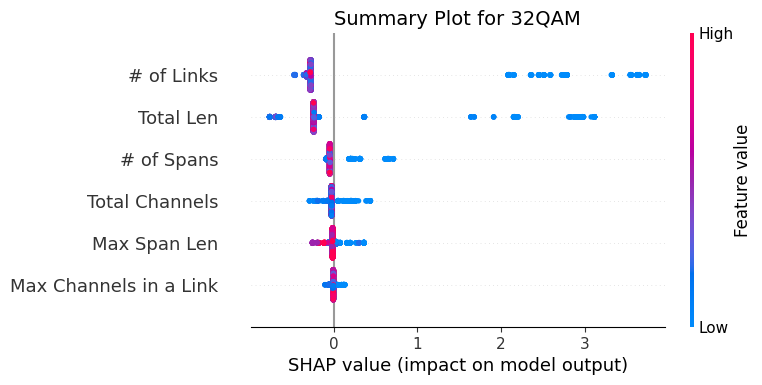 Summary Plot for 32QAM
High
# of Links
Total Len
# of Spans
Total Channels
Max Span Len
Max Channels in a Link
Feature value
Low
0 1 2 3
SHAP value (impact on model output)